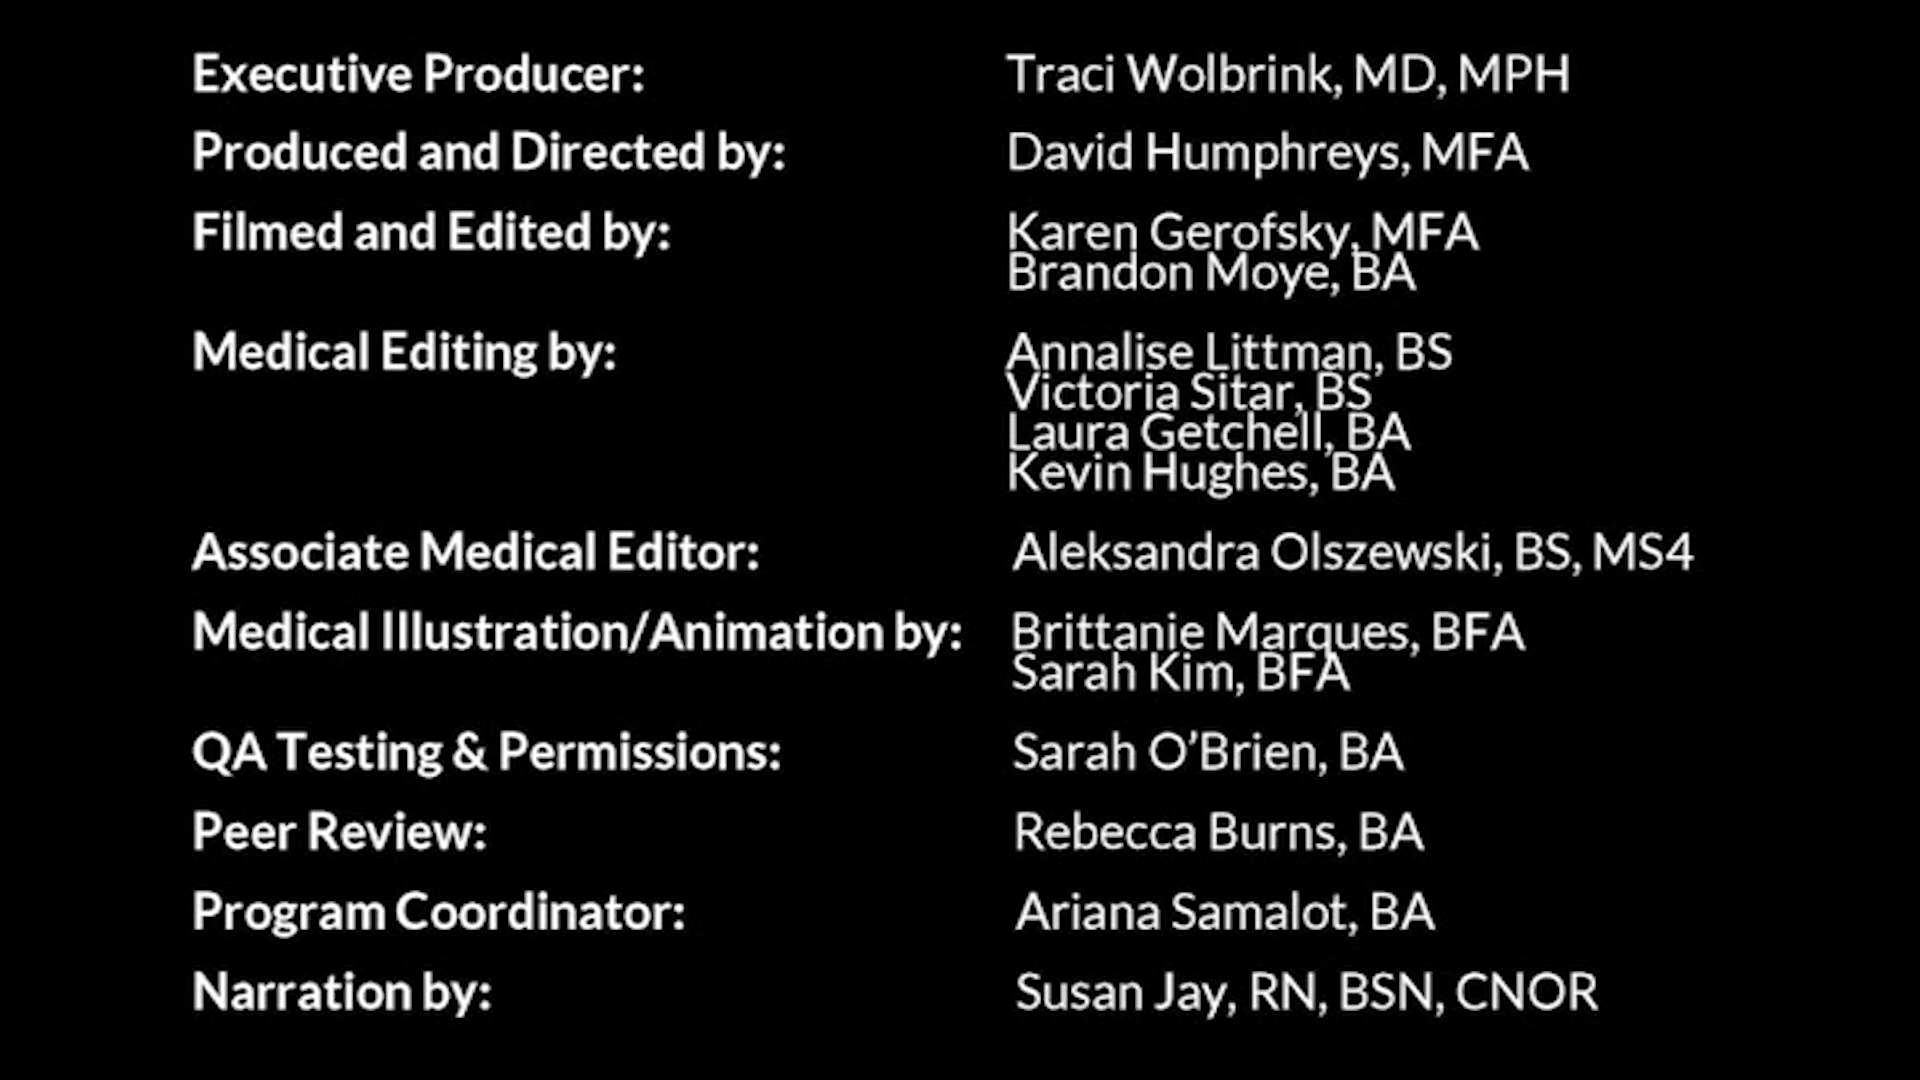 Executive Producer: Traci Wolbrink, MD, MPH
Produced and Directed by: David Humphreys, MFA
Filmed and Edited by: Karen Gerofsky, MFA
Brandon Moye, BA
Medical Editing by: Annalise Littman, BS
Victoria Sitar, BS
Laura Getchell, BA
Kevin Hughes, BA
Associate Medical Editor: Aleksandra Olszewski, BS, MS4
Medical Illustration/Animation by: Brittanie Marques, BFA
Sarah Kim, BFA
QA Testing & Permissions: Sarah O’Brien, BA
Peer Review: Rebecca Burns, BA
Program Coordinator: Ariana Samalot, BA
Narration by: Susan Jay, RN, BSN, CNOR